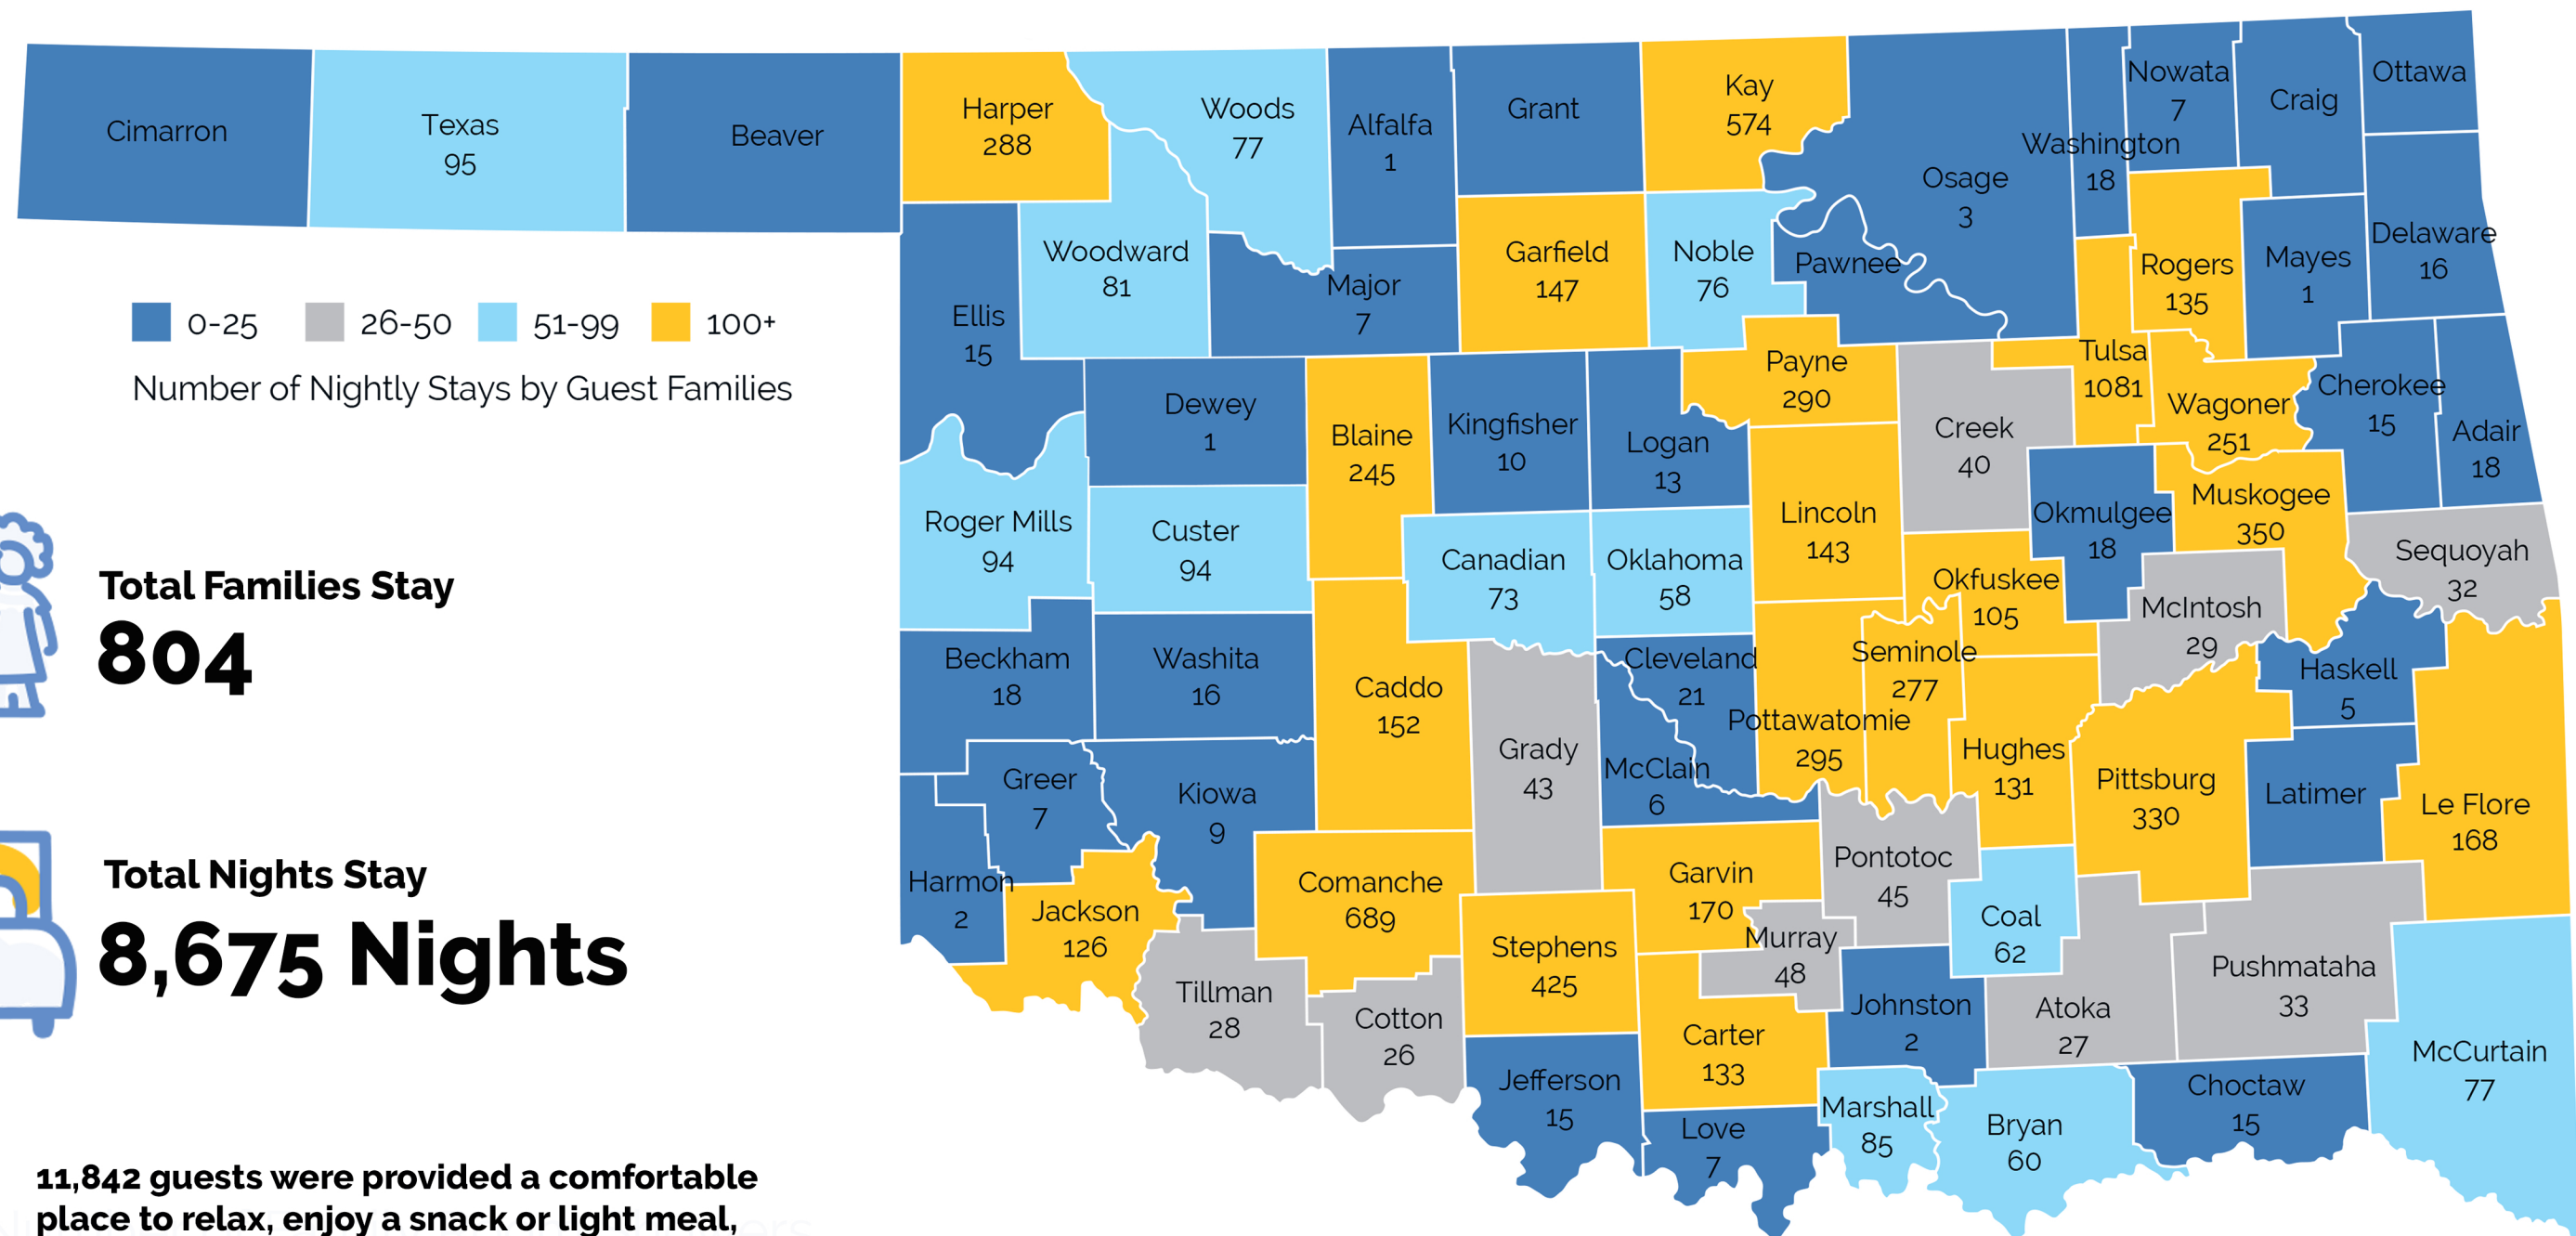 Cimarron
Texas
95
Beaver
Harper
288
Woods
77
Alfalfa
1
Grant
Kay
574
Osage
3
Washington
18
Nowata
7
Craig
Ottawa
Woodward
81
Major
7
Garfield
147
Noble
76
Pawnee
Rogers
135
Mayes
1
Delaware
16
0-25
26-50
51-99
100+
Number of Nightly Stays by Guest Families
Ellis
15
Dewey
1
Blaine
245
Kingfisher
10
Logan
13
Payne
290
Creek
40
Tulsa
1081
Wagoner
251
Cherokee
15
Adair
18
Roger Mills
94
Custer
94
Canadian
73
Oklahoma
58
Lincoln
143
Okfuskee
105
Okmulgee
18
Muskogee
350
McIntosh
29
Sequoyah
32
Total Families Stay
804
Beckham
18
Washita
16
Caddo
152
Grady
43
Cleveland
21
McClain
6
Pottawatomie
295
Seminole
277
Hughes
131
Pittsburg
330
Haskell
5
Latimer
Le Flore
168
Greer
7
Kiowa
9
Harmon
2
Jackson
126
Comanche
689
Stephens
425
Garvin
170
Murray
48
Pontotoc
45
Coal
62
Total Nights Stay
8,675 Nights
Tillman
28
Cotton
26
Jefferson
15
Carter
133
Love
7
Johnston
2
Marshall
85
Atoka
27
Bryan
60
Pushmataha
33
Choctaw
15
McCurtain
77
11,842 guests were provided a comfortable
place to relax, enjoy a snack or light meal,